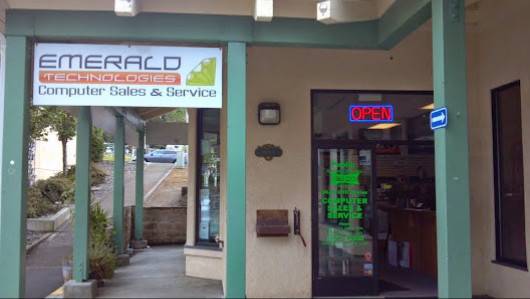 EMERALD
TECHNOLOGIES
Computer Sales & Service
OPEN
COMPUTER
SALES &
SERVICE